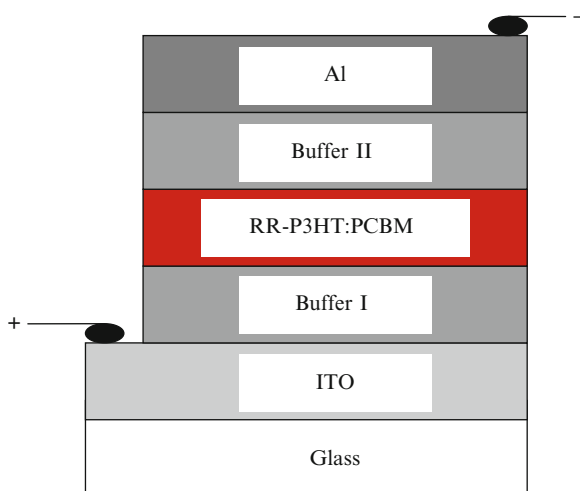 –
Al
Buffer II
RR-P3HT:PCBM
Buffer I
+
ITO
Glass